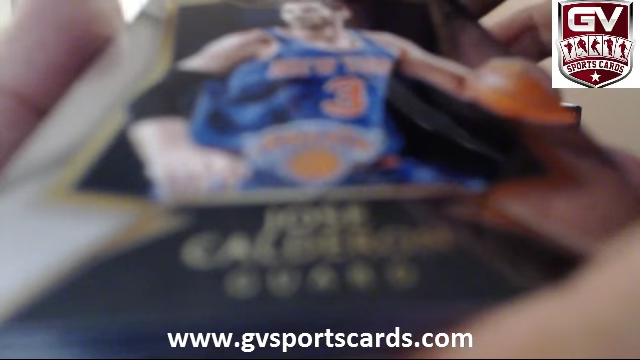 GV
SPORTS CARDS
NEW YORK
3
JOSE
CALDERON
GUARD
www.gvsportscards.com